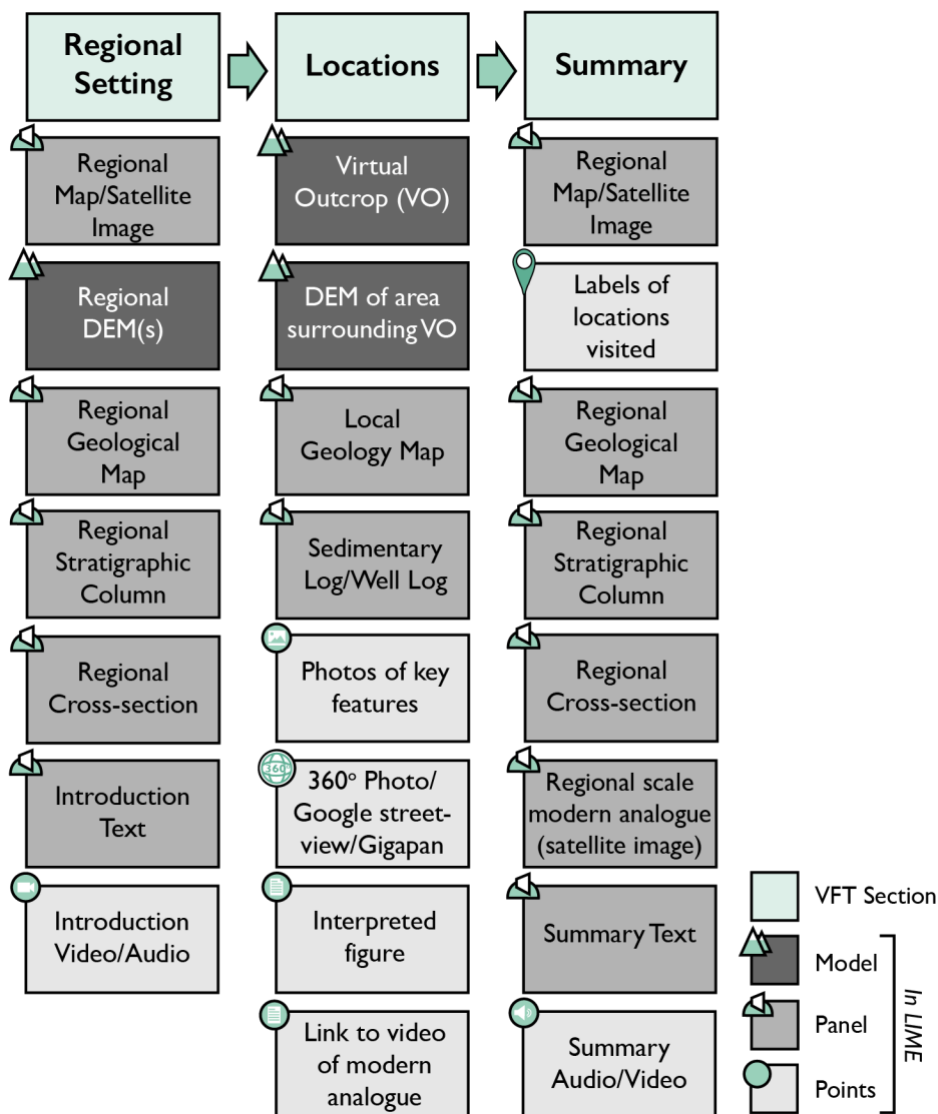 Regional
Setting
Locations
Summary
Regional
Map/Satellite
Image
Regional
DEM(s)
Regional
Geological
Map
Regional
Stratigraphic
Column
Regional
Cross-section
Introduction
Text
Introduction
Video/Audio
Virtual
Outcrop (VO)
DEM of area
surrounding VO
Local
Geology Map
Sedimentary
Log/Well Log
Photos of key
features
360°
360° Photo/
Google street-
view/Gigapan
Interpreted
figure
Link to video
of modern
analogue
Regional
Map/Satellite
Image
Labels of
locations
visited
Regional
Geological
Map
Regional
Stratigraphic
Column
Regional
Cross-section
Regional scale
modern analogue
(satellite image)
Summary Text
Summary
Audio/Video
VFT Section
Model
Panel
Points
In LIME